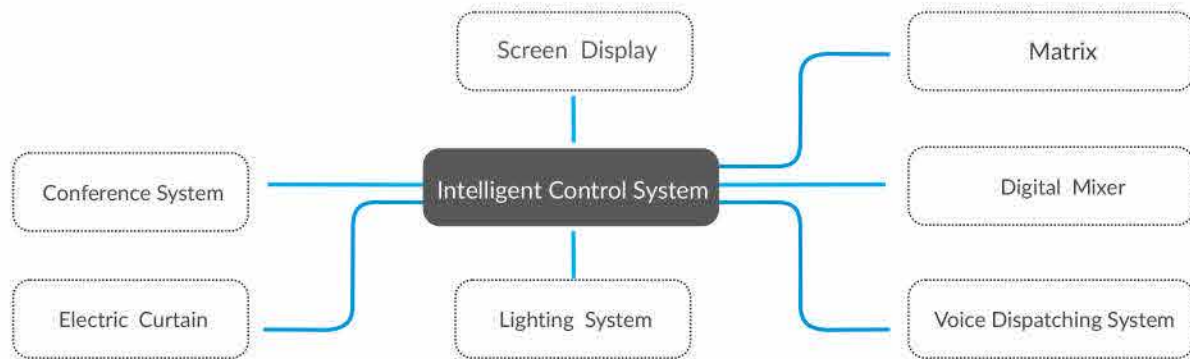 Screen Display
Matrix
Conference System
Intelligent Control System
Digital Mixer
Electric Curtain
Lighting System
Voice Dispatching System